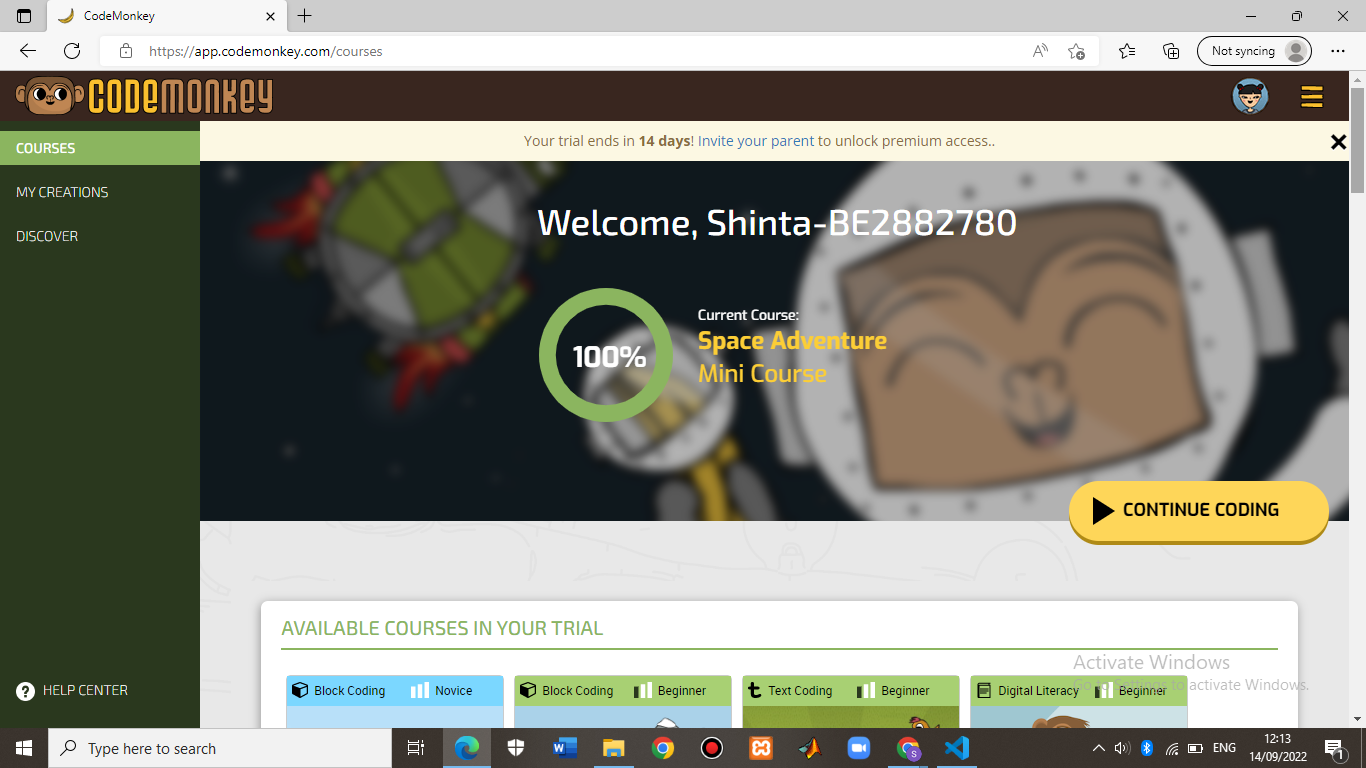 CodeMonkey
https://app.codemonkey.com/courses
Not syncing
CODEMONKEY
COURSES
MY CREATIONS
DISCOVER
HELP CENTER
Your trial ends in 14 days! Invite your parent to unlock premium access..
Welcome, Shinta-BE2882780
100%
Current Course:
Space Adventure
Mini Course
CONTINUE CODING
AVAILABLE COURSES IN YOUR TRIAL
Block Coding Novice
Block Coding Beginner
Text Coding Beginner
Digital Literacy Beginner
Activate Windows
Go to Settings to activate Windows.
Type here to search
ENG
12:13
14/09/2022
1